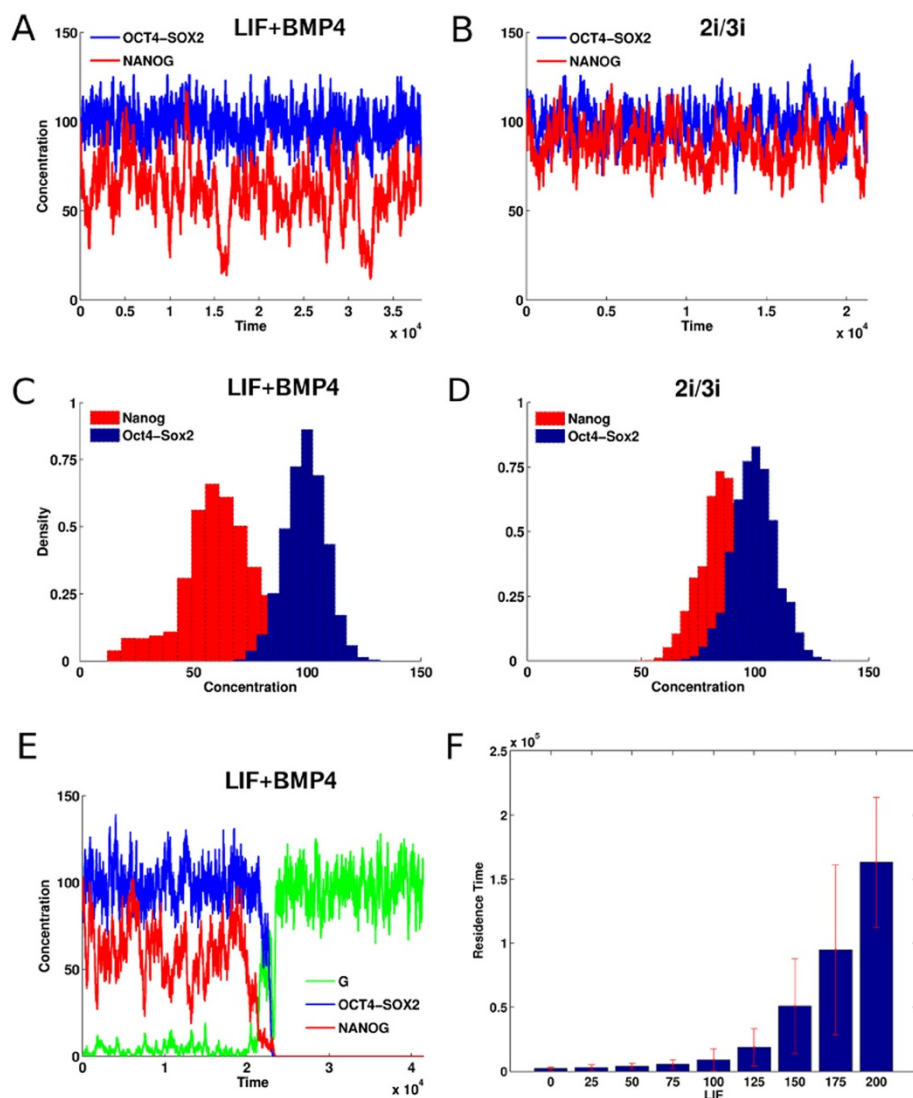 A
LIF+BMP4
150
OCT4-SOX2
NANOG
100
50
0
Concentration
0
0.5
1
1.5
2
2.5
3
3.5
Time
x 10^4
B
2i/3i
150
OCT4-SOX2
NANOG
100
50
0
0
0.5
1
1.5
2
Time
x 10^4
C
LIF+BMP4
1
Nanog
Oct4-Sox2
0.75
0.5
0.25
0
Density
50
100
150
Concentration
D
2i/3i
1
Nanog
Oct4-Sox2
0.75
0.5
0.25
0
0
50
100
150
Concentration
E
LIF+BMP4
150
100
50
0
Concentration
G
OCT4-SOX2
NANOG
0
1
2
3
4
Time
x 10^4
F
x 10^5
2.5
2
1.5
1
0.5
0
Residence Time
0
25
50
75
100
125
150
175
200
LIF